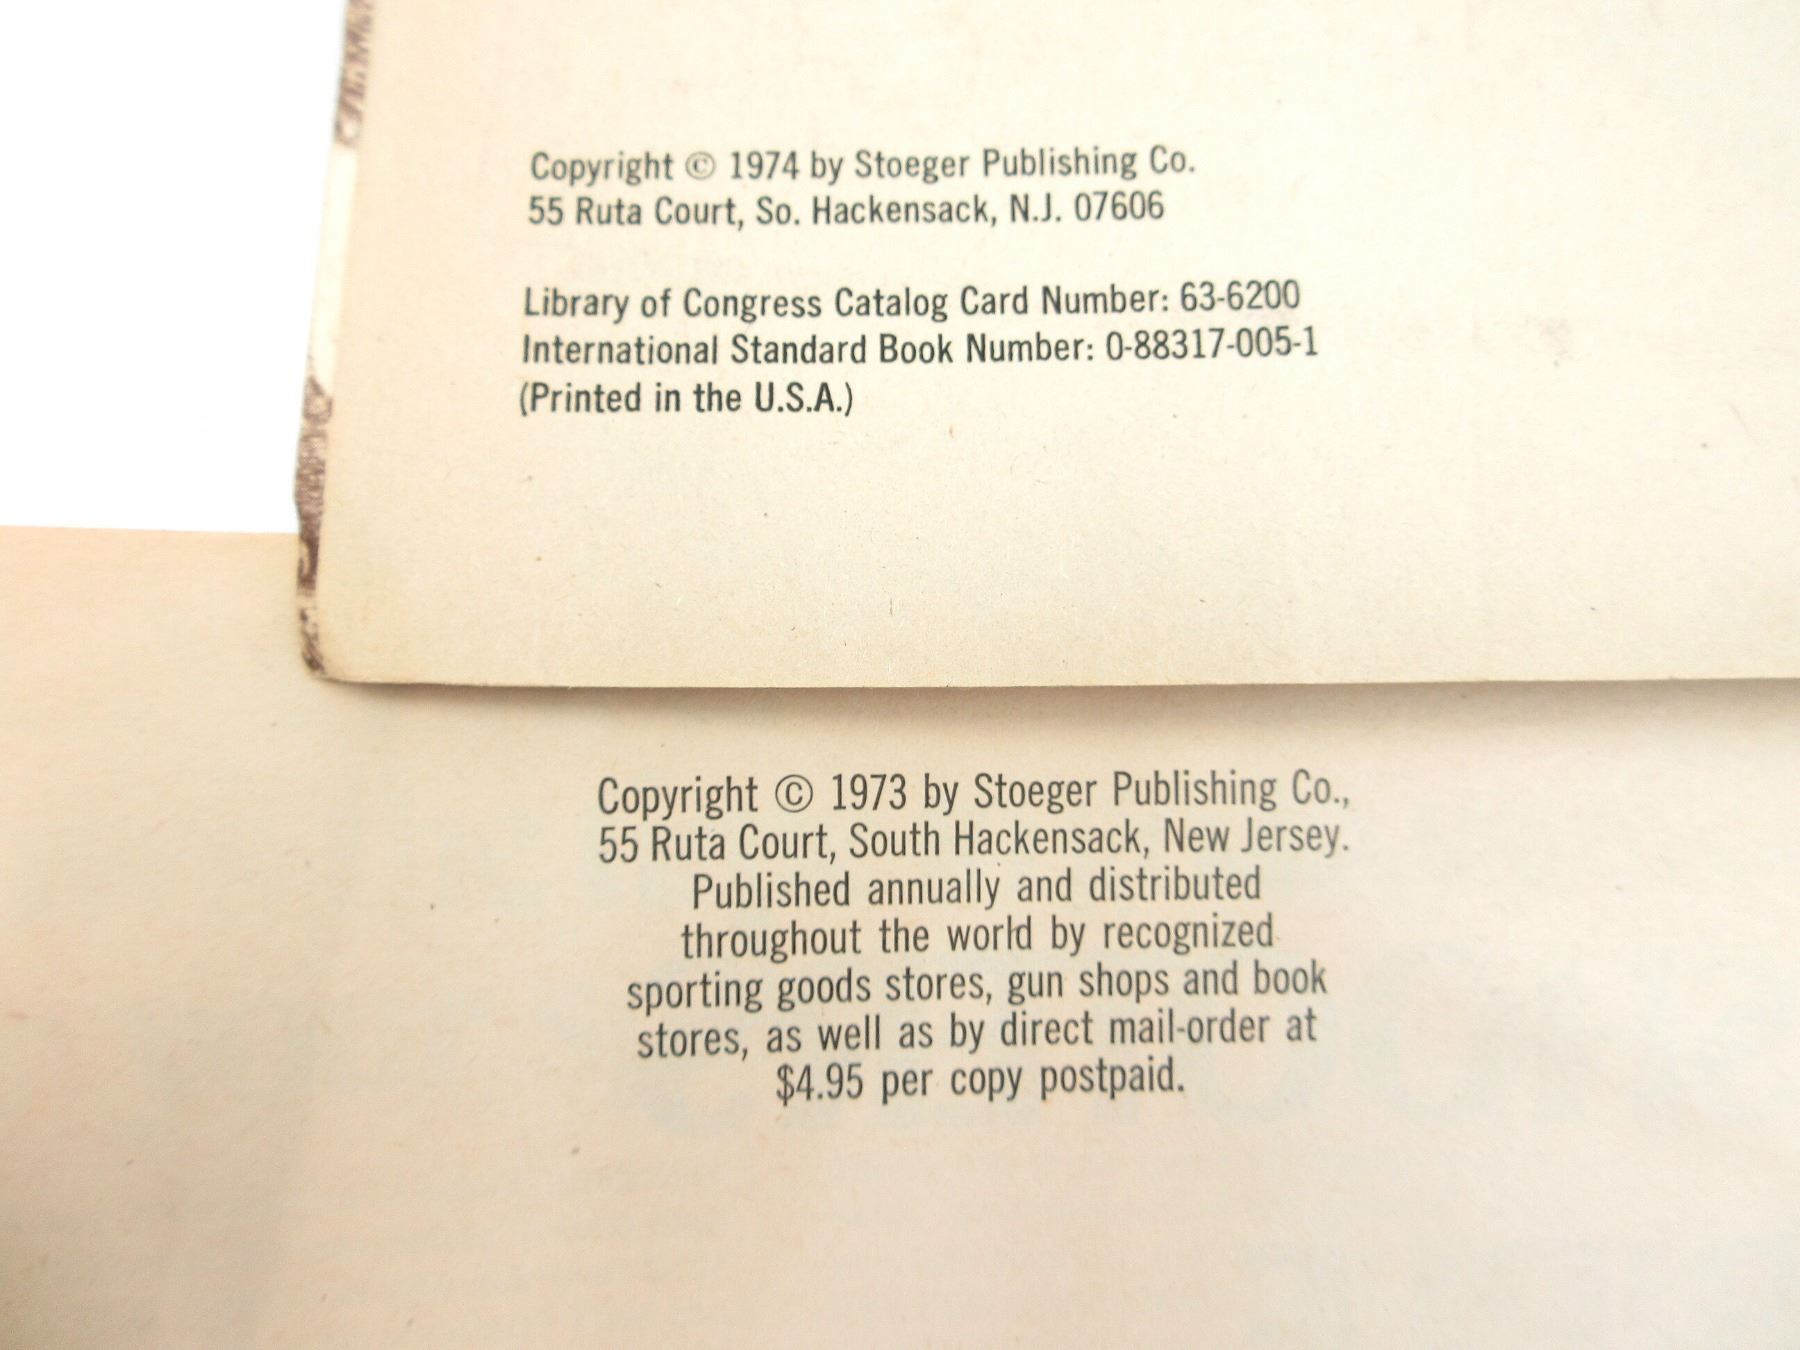 Copyright © 1974 by Stoeger Publishing Co.
55 Ruta Court, So. Hackensack, N.J. 07606
Library of Congress Catalog Card Number: 63-6200
International Standard Book Number: 0-88317-005-1
(Printed in the U.S.A.)
Copyright © 1973 by Stoeger Publishing Co.,
55 Ruta Court, South Hackensack, New Jersey.
Published annually and distributed
throughout the world by recognized
sporting goods stores, gun shops and book
stores, as well as by direct mail-order at
$4.95 per copy postpaid.